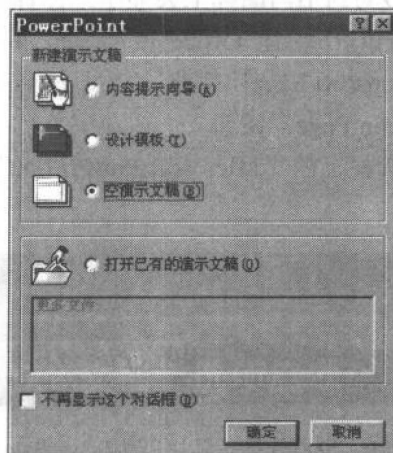 PowerPoint
新建演示文稿
内容提示向导(A)
设计模板(T)
空演示文稿(B)
打开已有的演示文稿(O)
更多文件
不再显示这个对话框(D)
确定 取消